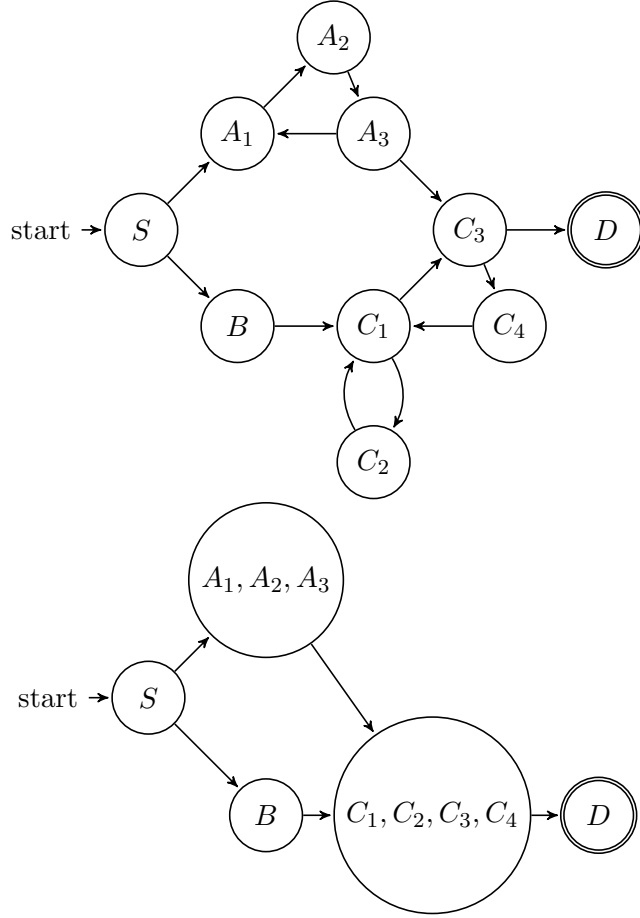 A₂
A₁ A₃
start S C₃ D
B C₁ C₄
C₂
A₁, A₂, A₃
start S
B C₁, C₂, C₃, C₄ D